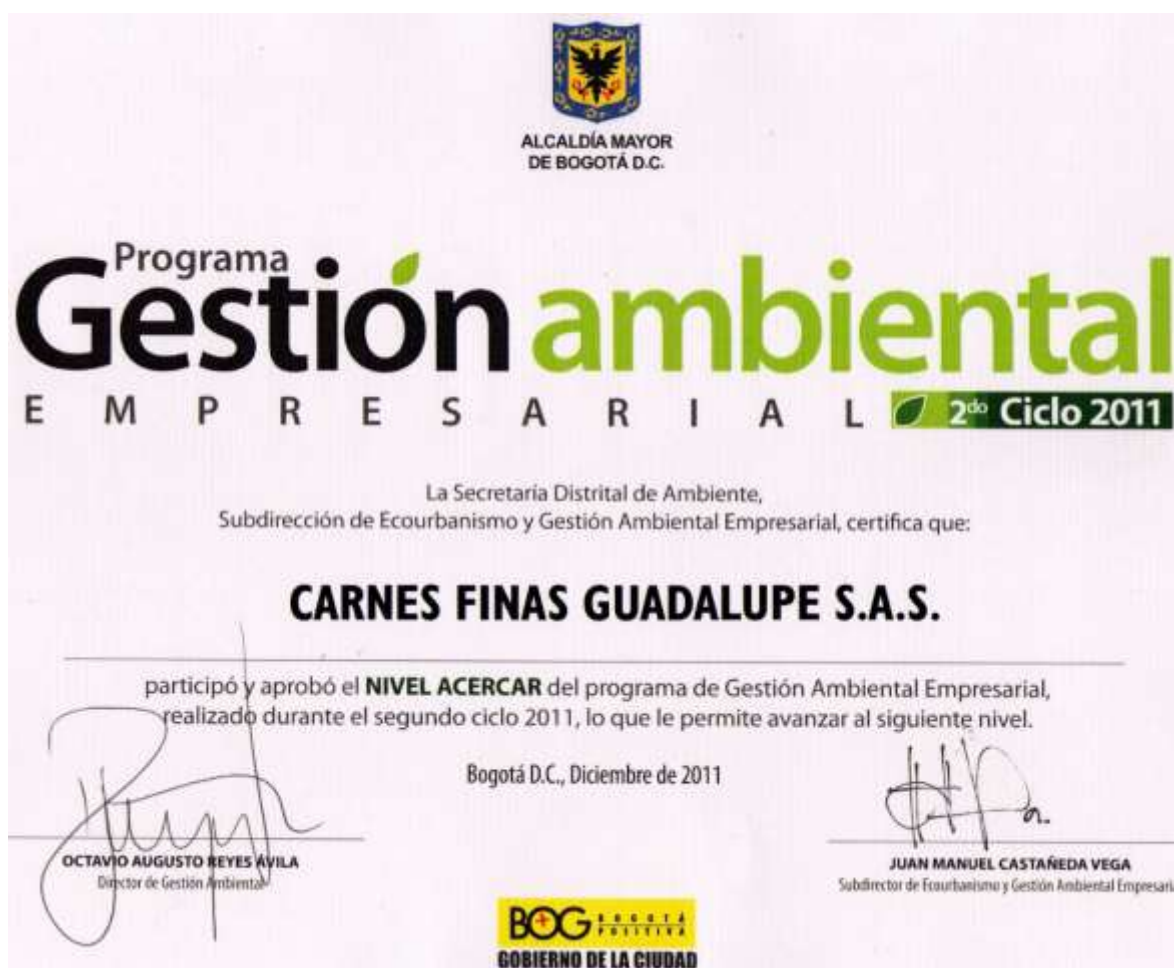 ALCALDÍA MAYOR
DE BOGOTÁ D.C.
Programa
Gestión ambiental
EMPRESARIAL
2do Ciclo 2011
La Secretaría Distrital de Ambiente,
Subdirección de Ecourbanismo y Gestión Ambiental Empresarial, certifica que:
CARNES FINAS GUADALUPE S.A.S.
participó y aprobó el NIVEL ACERCAR del programa de Gestión Ambiental Empresarial,
realizado durante el segundo ciclo 2011, lo que le permite avanzar al siguiente nivel.
Bogotá D.C., Diciembre de 2011
OCTAVIO AUGUSTO REYES ÁVILA
Director de Gestión Ambiental
JUAN MANUEL CASTAÑEDA VEGA
Subdirector de Ecourbanismo y Gestión Ambiental Empresaria
BOG BOGOTÁ
POSITIVA
GOBIERNO DE LA CIUDAD